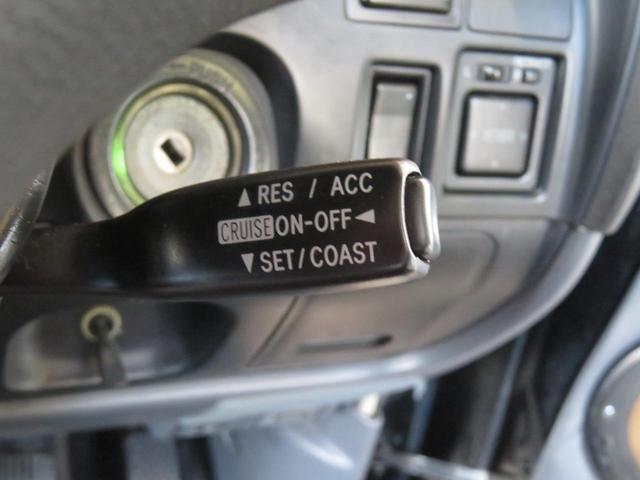 ▲RES / ACC
CRUISE ON-OFF◄
▼SET/COAST